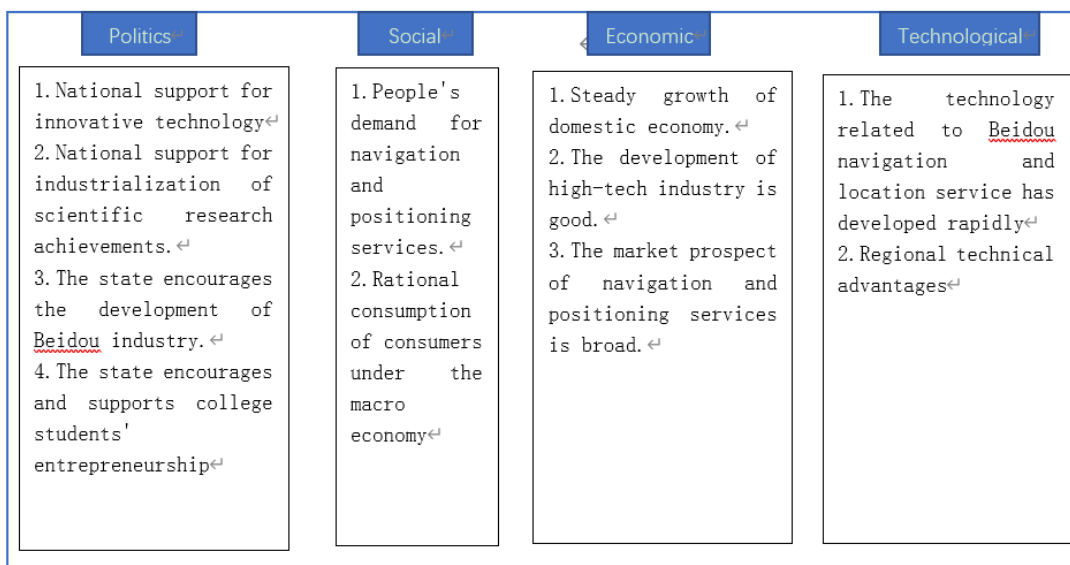 Politics
Social
Economic
Technological
1.National support for
innovative technology
2.National support for
industrialization of
scientific research
achievements.
3.The state encourages
the development of
Beidou industry.
4.The state encourages
and supports college
students'
entrepreneurship
1.People's
demand for
navigation
and
positioning
services.
2.Rational
consumption
of consumers
under the
macro
economy
1.Steady growth of
domestic economy.
2.The development of
high-tech industry is
good.
3.The market prospect
of navigation and
positioning services
is broad.
1.The technology
related to Beidou
navigation and
location service has
developed rapidly
2.Regional technical
advantages